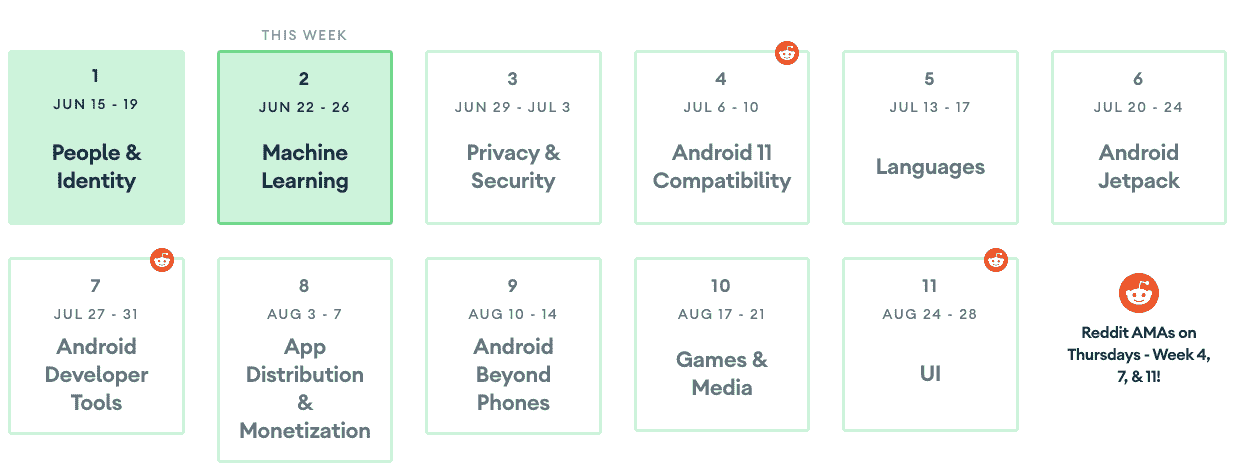 THIS WEEK
1
JUN 15 - 19
People &
Identity
2
JUN 22 - 26
Machine
Learning
3
JUN 29 - JUL 3
Privacy &
Security
4
JUL 6 - 10
Android 11
Compatibility
5
JUL 13 - 17
Languages
6
JUL 20 - 24
Android
Jetpack
7
JUL 27 - 31
Android
Developer
Tools
8
AUG 3 - 7
App
Distribution
&
Monetization
9
AUG 10 - 14
Android
Beyond
Phones
10
AUG 17 - 21
Games &
Media
11
AUG 24 - 28
UI
Reddit AMAs on
Thursdays - Week 4,
7, & 11!